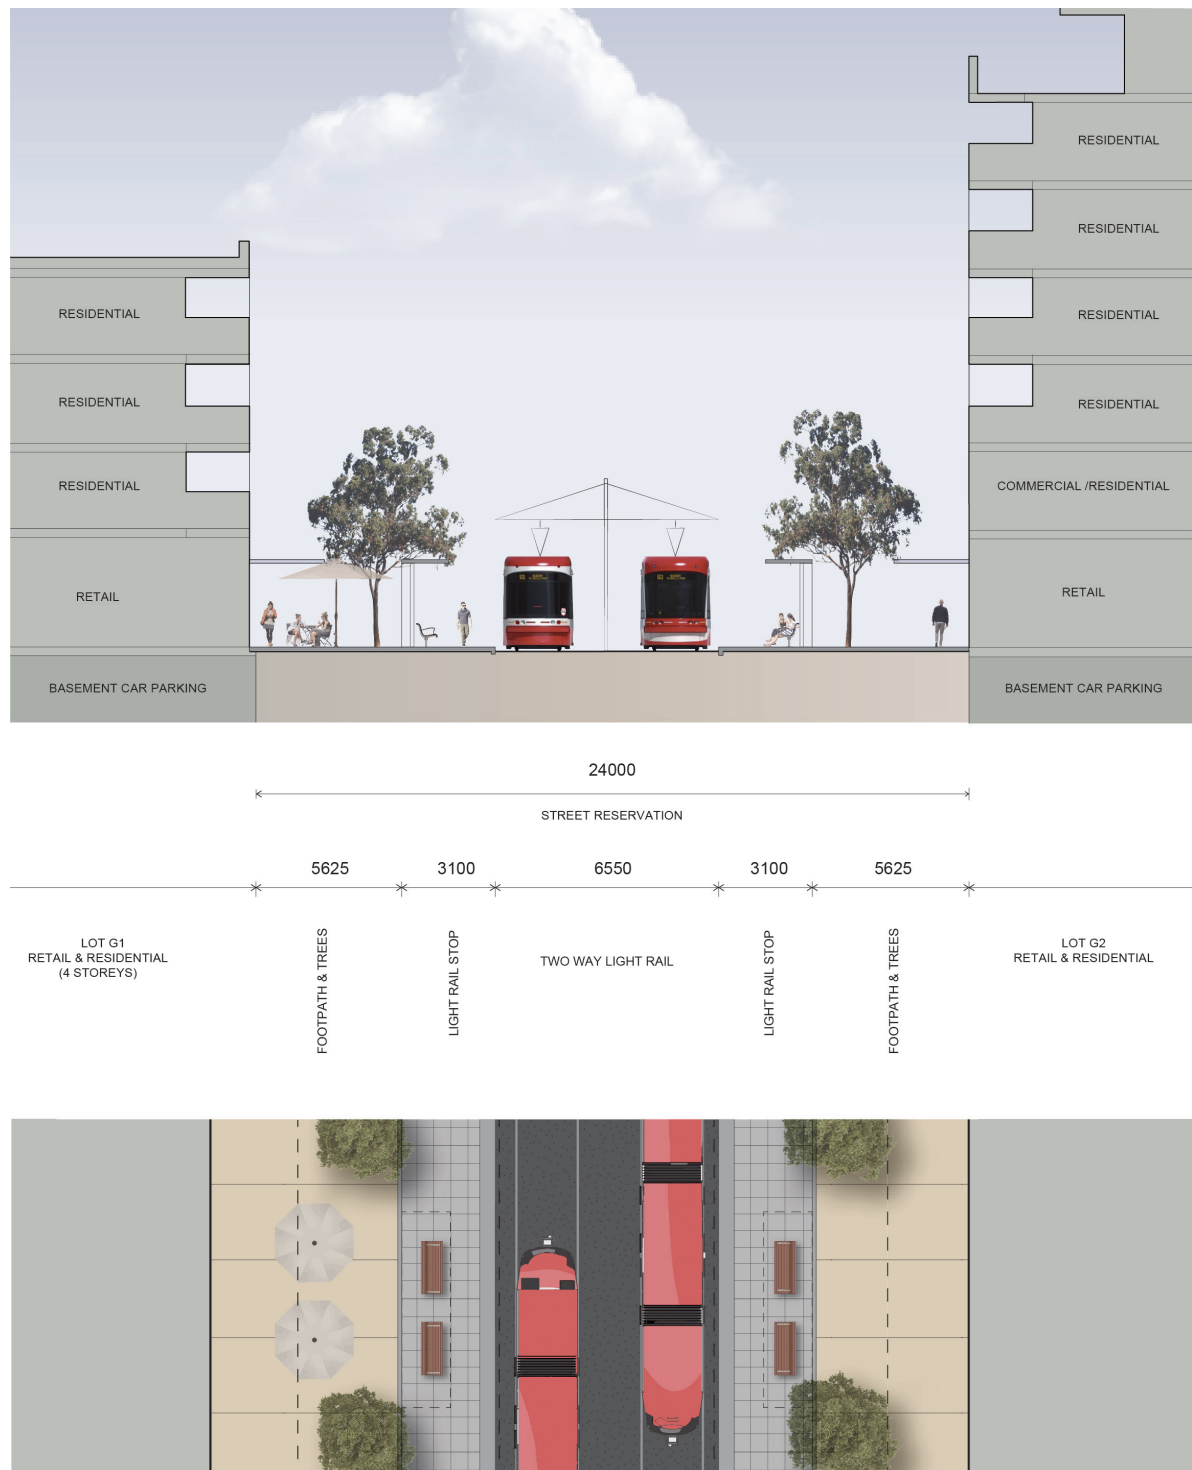 RESIDENTIAL
RESIDENTIAL
RESIDENTIAL
RESIDENTIAL
RESIDENTIAL
RESIDENTIAL
RESIDENTIAL
COMMERCIAL /RESIDENTIAL
RETAIL
RETAIL
BASEMENT CAR PARKING
BASEMENT CAR PARKING
24000
STREET RESERVATION
5625
3100
6550
3100
5625
LOT G1
RETAIL & RESIDENTIAL
(4 STOREYS)
FOOTPATH & TREES
LIGHT RAIL STOP
TWO WAY LIGHT RAIL
LIGHT RAIL STOP
FOOTPATH & TREES
LOT G2
RETAIL & RESIDENTIAL